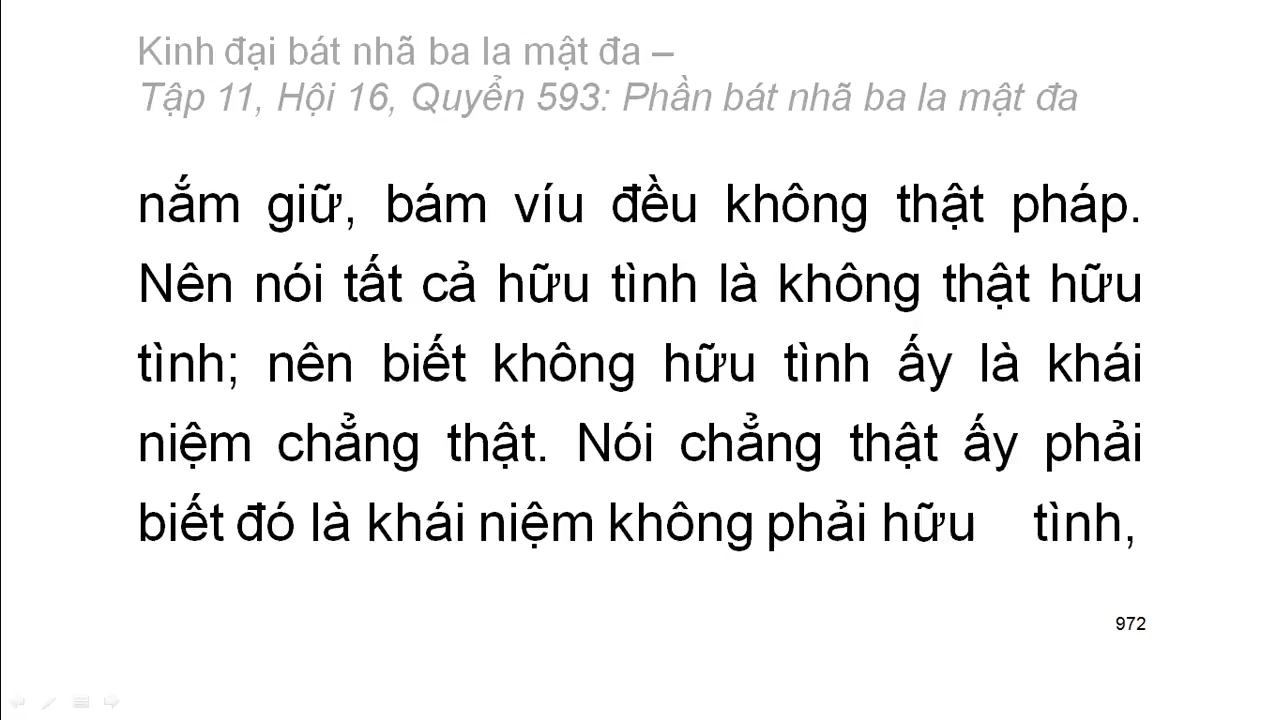 Kinh đại bát nhã ba la mật đa –
Tập 11, Hội 16, Quyển 593: Phần bát nhã ba la mật đa
nắm giữ, bám víu đều không thật pháp.
Nên nói tất cả hữu tình là không thật hữu
tình; nên biết không hữu tình ấy là khái
niệm chẳng thật. Nói chẳng thật ấy phải
biết đó là khái niệm không phải hữu tình,
972